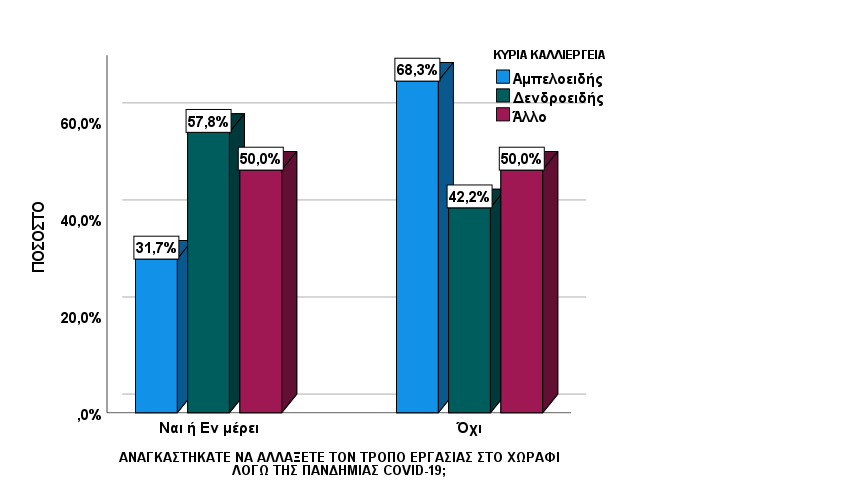 ΚΥΡΙΑ ΚΑΛΛΙΕΡΓΕΙΑ
Αμπελοειδής
Δενδροειδής
Άλλο
ΠΟΣΟΣΤΟ
60,0%
40,0%
20,0%
,0%
31,7%
57,8%
50,0%
68,3%
42,2%
50,0%
Ναι ή Εν μέρει
Όχι
ΑΝΑΓΚΑΣΤΗΚΑΤΕ ΝΑ ΑΛΛΑΞΕΤΕ ΤΟΝ ΤΡΟΠΟ ΕΡΓΑΣΙΑΣ ΣΤΟ ΧΩΡΑΦΙ
ΛΟΓΩ ΤΗΣ ΠΑΝΔΗΜΙΑΣ COVID-19;